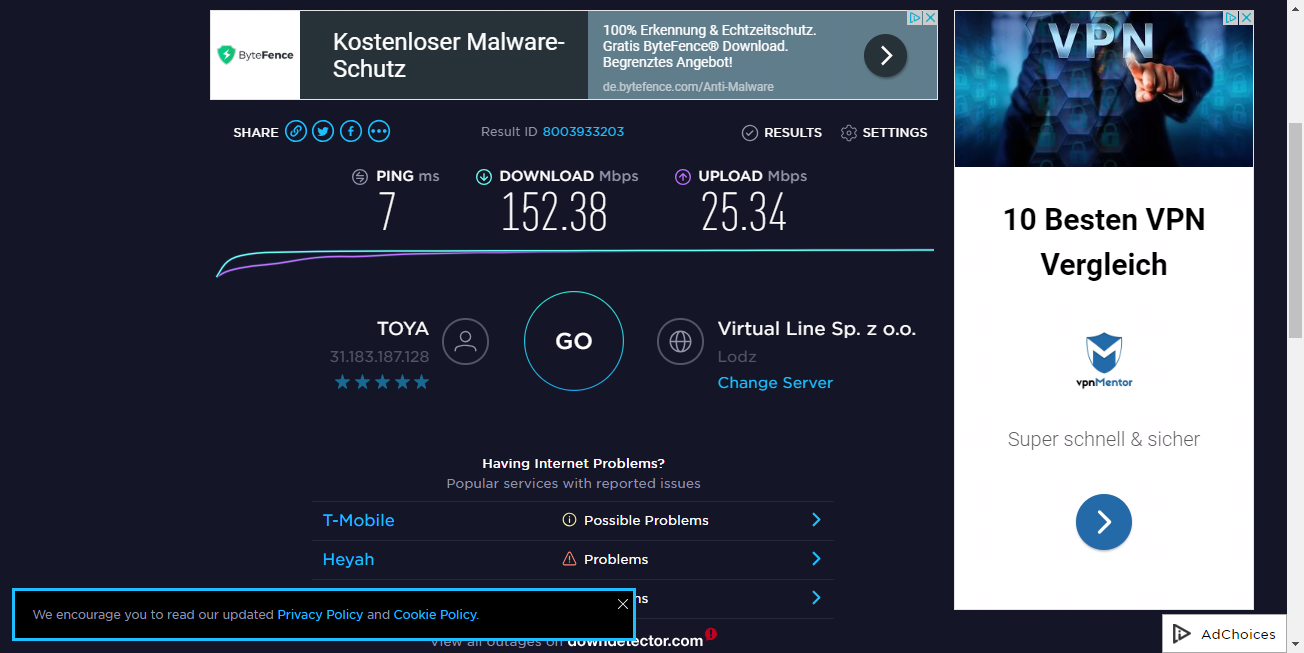 ByteFence
Kostenloser Malware-
Schutz
100% Erkennung & Echtzeitschutz.
Gratis ByteFence® Download.
Begrenztes Angebot!
de.bytefence.com/Anti-Malware
SHARE
Result ID 8003933203
RESULTS
SETTINGS
PING ms
7
DOWNLOAD Mbps
152.38
UPLOAD Mbps
25.34
TOYA
31.183.187.128
GO
Virtual Line Sp. z o.o.
Lodz
Change Server
Having Internet Problems?
Popular services with reported issues
T-Mobile Possible Problems
Heyah Problems
We encourage you to read our updated Privacy Policy and Cookie Policy.
View all outages on downdetector.com
VPN
10 Besten VPN
Vergleich
vpnMentor
Super schnell & sicher
AdChoices